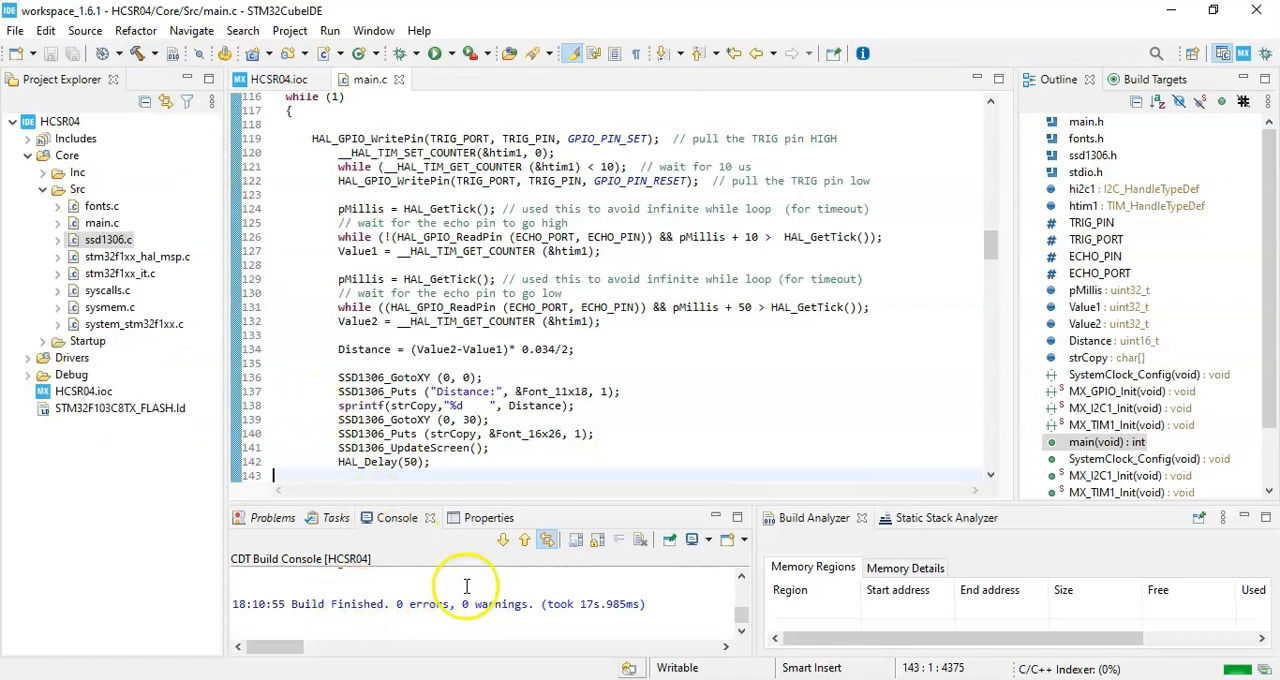 workspace_1.6.1 - HCSR04/Core/Src/main.c - STM32CubeIDE
File Edit Source Refactor Navigate Search Project Run Window Help
Project Explorer
HCSR04
Includes
Core
Inc
Src
fonts.c
main.c
ssd1306.c
stm32f1xx_hal_msp.c
stm32f1xx_it.c
syscalls.c
sysmem.c
system_stm32f1xx.c
Startup
Drivers
Debug
HCSR04.ioc
STM32F103C8TX_FLASH.ld
HCSR04.ioc main.c
116 while (1)
117 {
118
119 HAL_GPIO_WritePin(TRIG_PORT, TRIG_PIN, GPIO_PIN_SET); // pull the TRIG pin HIGH
120 __HAL_TIM_SET_COUNTER(&htim1, 0);
121 while (__HAL_TIM_GET_COUNTER (&htim1) < 10); // wait for 10 us
122 HAL_GPIO_WritePin(TRIG_PORT, TRIG_PIN, GPIO_PIN_RESET); // pull the TRIG pin low
123
124 pMillis = HAL_GetTick(); // used this to avoid infinite while loop (for timeout)
125 // wait for the echo pin to go high
126 while (!(HAL_GPIO_ReadPin (ECHO_PORT, ECHO_PIN)) && pMillis + 10 > HAL_GetTick());
127 Value1 = __HAL_TIM_GET_COUNTER (&htim1);
128
129 pMillis = HAL_GetTick(); // used this to avoid infinite while loop (for timeout)
130 // wait for the echo pin to go low
131 while ((HAL_GPIO_ReadPin (ECHO_PORT, ECHO_PIN)) && pMillis + 50 > HAL_GetTick());
132 Value2 = __HAL_TIM_GET_COUNTER (&htim1);
133
134 Distance = (Value2-Value1)* 0.034/2;
135
136 SSD1306_GotoXY (0, 0);
137 SSD1306_Puts ("Distance:", &Font_11x18, 1);
138 sprintf(strCopy,"%d    ", Distance);
139 SSD1306_GotoXY (0, 30);
140 SSD1306_Puts (strCopy, &Font_16x26, 1);
141 SSD1306_UpdateScreen();
142 HAL_Delay(50);
143
Outline Build Targets
main.h
fonts.h
ssd1306.h
stdio.h
hi2c1 : I2C_HandleTypeDef
htim1 : TIM_HandleTypeDef
TRIG_PIN
TRIG_PORT
ECHO_PIN
ECHO_PORT
pMillis : uint32_t
Value1 : uint32_t
Value2 : uint32_t
Distance : uint16_t
strCopy : char[]
SystemClock_Config(void) : void
MX_GPIO_Init(void) : void
MX_I2C1_Init(void) : void
MX_TIM1_Init(void) : void
main(void) : int
SystemClock_Config(void) : void
MX_I2C1_Init(void) : void
MX_TIM1_Init(void) : void
Problems Tasks Console Properties
CDT Build Console [HCSR04]
18:10:55 Build Finished. 0 errors, 0 warnings. (took 17s.985ms)
Build Analyzer Static Stack Analyzer
Memory Regions Memory Details
Region Start address End address Size Free Used
Writable Smart Insert 143 : 1 : 4375 C/C++ Indexer: (0%)